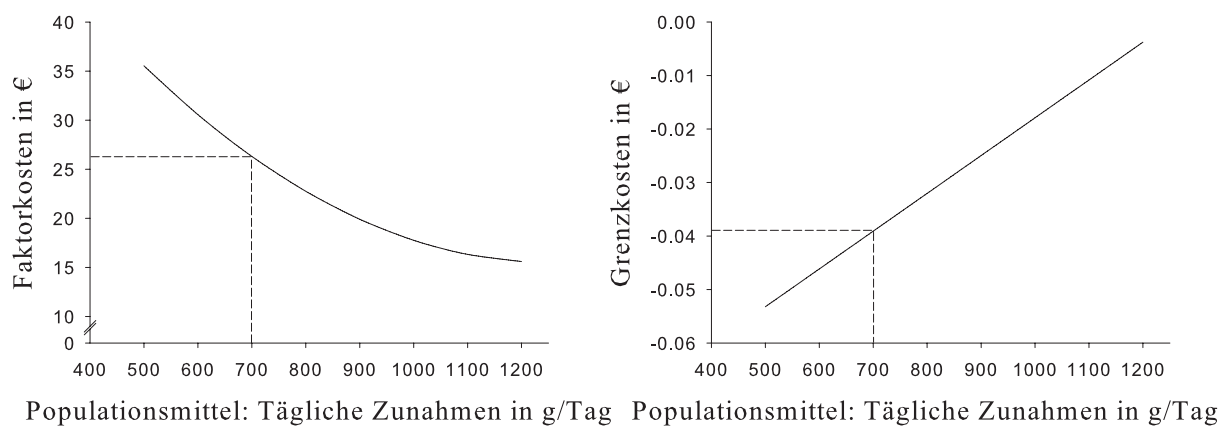 Faktorkosten in €
40
35
30
25
20
15
10
0
400 500 600 700 800 900 1000 1100 1200
Populationsmittel: Tägliche Zunahmen in g/Tag
Grenzkosten in €
0.00
-0.01
-0.02
-0.03
-0.04
-0.05
-0.06
400 500 600 700 800 900 1000 1100 1200
Populationsmittel: Tägliche Zunahmen in g/Tag